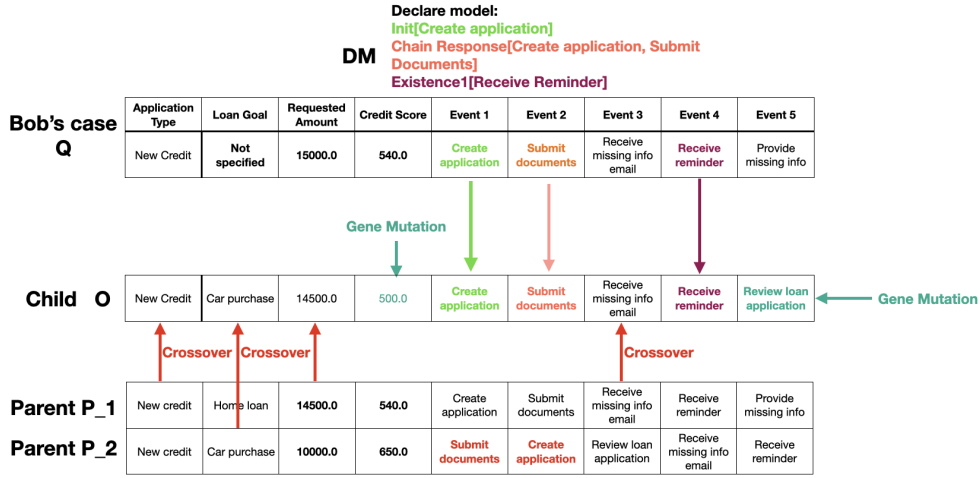 Declare model:
Init[Create application]
Chain Response[Create application, Submit
Documents]
Existence1[Receive Reminder]
DM
Bob's case
Q
Application Type Loan Goal Requested Amount Credit Score Event 1 Event 2 Event 3 Event 4 Event 5
New Credit Not specified 15000.0 540.0 Create application Submit documents Receive missing info email Receive reminder Provide missing info
Gene Mutation
Child O
New Credit Car purchase 14500.0 500.0 Create application Submit documents Receive missing info email Receive reminder Review loan application
Gene Mutation
Crossover Crossover Crossover
Parent P_1
New credit Home loan 14500.0 540.0 Create application Submit documents Receive missing info email Receive reminder Provide missing info
Parent P_2
New credit Car purchase 10000.0 650.0 Submit documents Create application Review loan application Receive missing info email Receive reminder